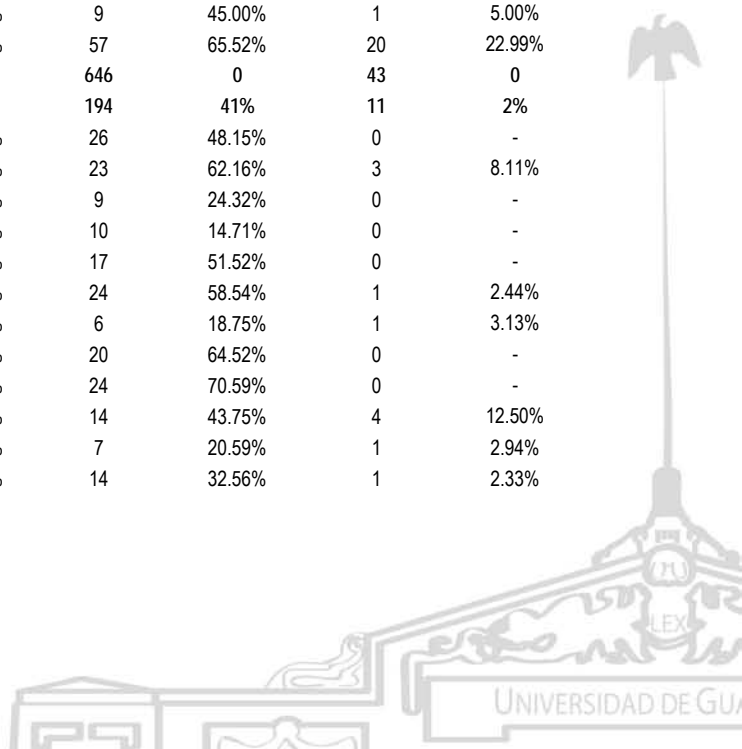 % 9 45.00% 1 5.00%
% 57 65.52% 20 22.99%
646 0 43 0
194 41% 11 2%
% 26 48.15% 0 -
% 23 62.16% 3 8.11%
% 9 24.32% 0 -
% 10 14.71% 0 -
% 17 51.52% 0 -
% 24 58.54% 1 2.44%
% 6 18.75% 1 3.13%
% 20 64.52% 0 -
% 24 70.59% 0 -
% 14 43.75% 4 12.50%
% 7 20.59% 1 2.94%
% 14 32.56% 1 2.33%
LEX
UNIVERSIDAD DE GUA